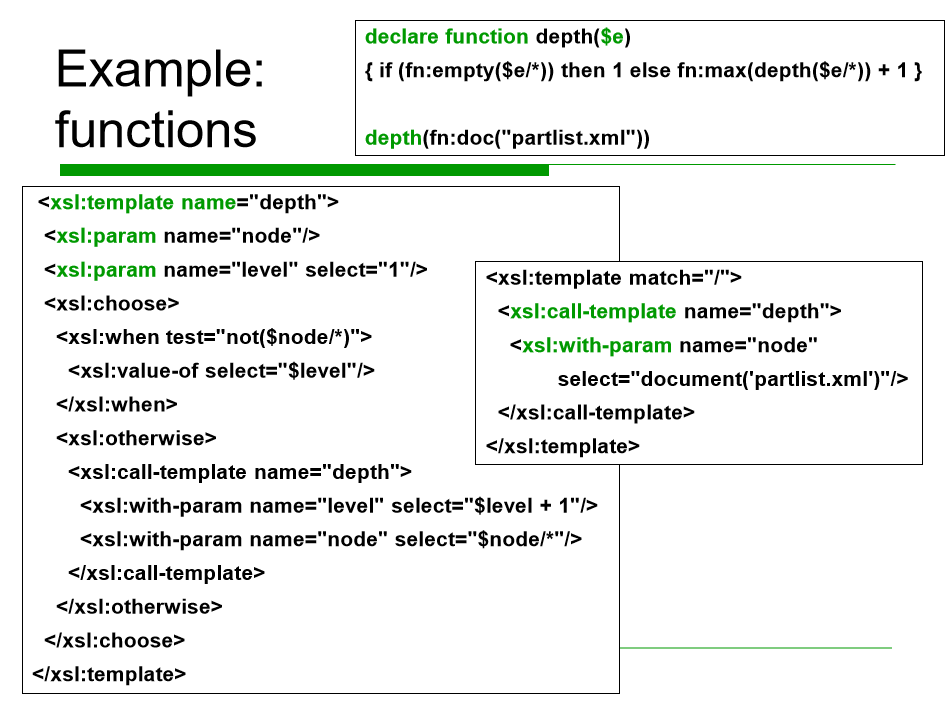 Example:
functions
declare function depth($e)
{ if (fn:empty($e/*)) then 1 else fn:max(depth($e/*)) + 1 }
depth(fn:doc("partlist.xml"))
<xsl:template name="depth">
<xsl:param name="node"/>
<xsl:param name="level" select="1"/>
<xsl:choose>
<xsl:when test="not($node/*)">
<xsl:value-of select="$level"/>
</xsl:when>
<xsl:otherwise>
<xsl:call-template name="depth">
<xsl:with-param name="level" select="$level + 1"/>
<xsl:with-param name="node" select="$node/*"/>
</xsl:call-template>
</xsl:otherwise>
</xsl:choose>
</xsl:template>
<xsl:template match="/">
<xsl:call-template name="depth">
<xsl:with-param name="node"
select="document('partlist.xml')"/>
</xsl:call-template>
</xsl:template>